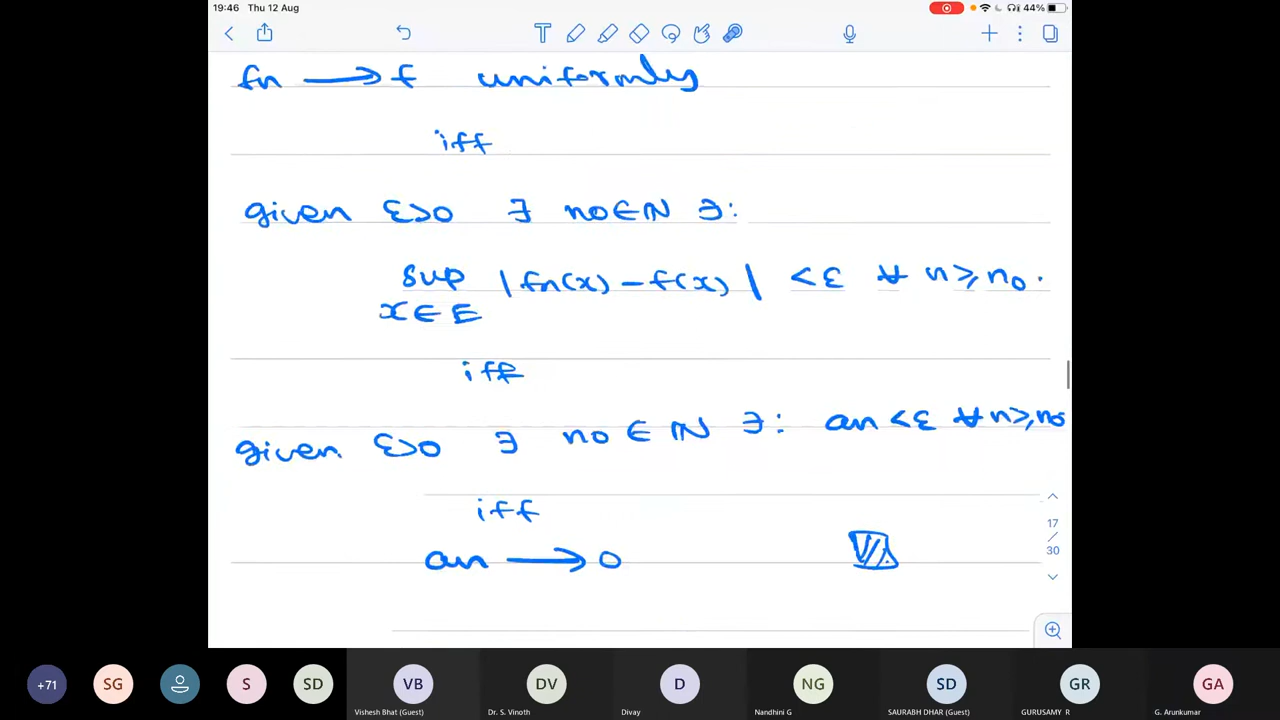 19:46 Thu 12 Aug 44%
fn ⟶ f uniformly
iff
given ε>0 ∃ n0∈ℕ ∋:
sup |fn(x) – f(x)| <ε ∀ n≥n0.
x∈E
iff
given ε>0 ∃ n0 ∈ ℕ ∋: an <ε ∀ n≥n0
iff
an ⟶ 0
17
/
30
+71 SG S SD VB DV D NG SD GR GA
Vishesh Bhat (Guest) Dr. S. Vinoth Divay Nandhini G SAURABH DHAR (Guest) GURUSAMY R G. Arunkumar